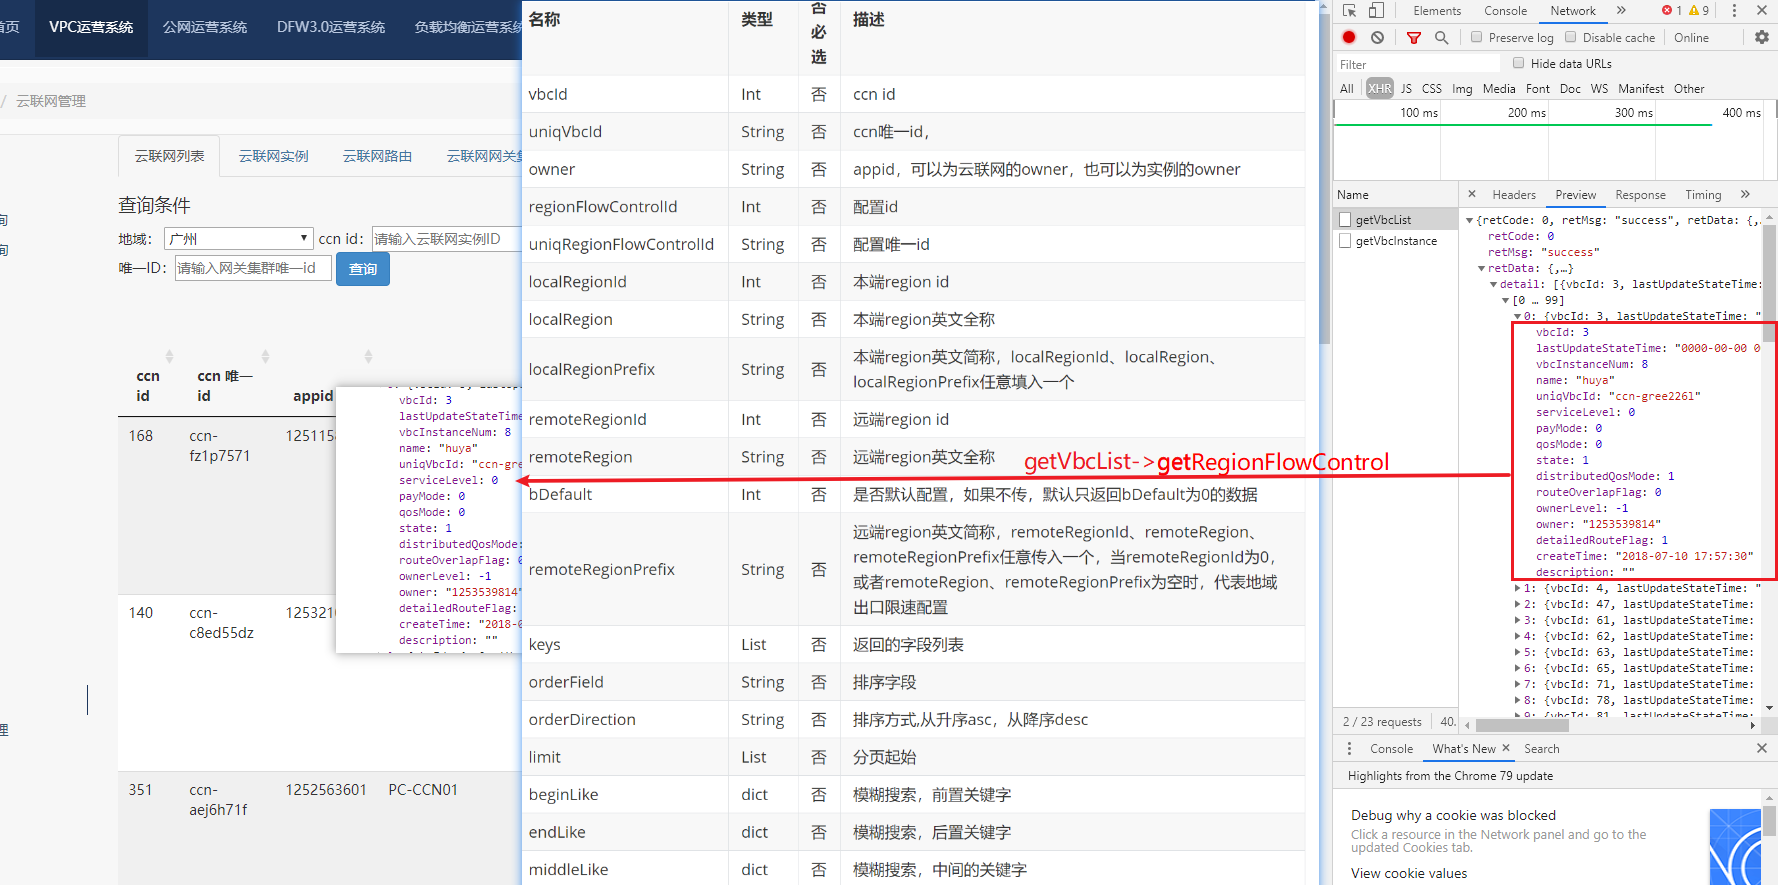 首页 VPC运营系统 公网运营系统 DFW3.0运营系统 负载均衡运营系统
/ 云联网管理
云联网列表 云联网实例 云联网路由 云联网网关集
查询条件
地域： 广州 ccn id： 请输入云联网实例ID
唯一ID： 请输入网关集群唯一id 查询
询
询
理
ccn id
ccn 唯一 id
appid
168 ccn-fz1p7571 125115
140 ccn-c8ed55dz 125321
351 ccn-aej6h71f 1252563601 PC-CCN01
vbcId: 3
lastUpdateStateTime
vbcInstanceNum: 8
name: "huya"
uniqVbcId: "ccn-gre
serviceLevel: 0
payMode: 0
qosMode: 0
state: 1
distributedQosMode:
routeOverlapFlag: 0
ownerLevel: -1
owner: "1253539814"
detailedRouteFlag:
createTime: "2018-0
description: ""
名称 类型 否必选 描述
vbcId Int 否 ccn id
uniqVbcId String 否 ccn唯一id，
owner String 否 appid，可以为云联网的owner，也可以为实例的owner
regionFlowControlId Int 否 配置id
uniqRegionFlowControlId String 否 配置唯一id
localRegionId Int 否 本端region id
localRegion String 否 本端region英文全称
localRegionPrefix String 否 本端region英文简称，localRegionId、localRegion、
localRegionPrefix任意填入一个
remoteRegionId Int 否 远端region id
remoteRegion String 否 远端region英文全称
getVbcList->getRegionFlowControl
bDefault Int 否 是否默认配置，如果不传，默认只返回bDefault为0的数据
remoteRegionPrefix String 否 远端region英文简称，remoteRegionId、remoteRegion、
remoteRegionPrefix任意传入一个，当remoteRegionId为0，
或者remoteRegion、remoteRegionPrefix为空时，代表地域
出口限速配置
keys List 否 返回的字段列表
orderField String 否 排序字段
orderDirection String 否 排序方式,从升序asc，从降序desc
limit List 否 分页起始
beginLike dict 否 模糊搜索，前置关键字
endLike dict 否 模糊搜索，后置关键字
middleLike dict 否 模糊搜索，中间的关键字
Elements Console Network » 1 9
Preserve log Disable cache Online
Filter Hide data URLs
All XHR JS CSS Img Media Font Doc WS Manifest Other
100 ms 200 ms 300 ms 400 ms
Name × Headers Preview Response Timing »
getVbcList
getVbcInstance
{retCode: 0, retMsg: "success", retData: {,
retCode: 0
retMsg: "success"
retData: {,…}
detail: [{vbcId: 3, lastUpdateStateTime:
[0 … 99]
0: {vbcId: 3, lastUpdateStateTime: "
vbcId: 3
lastUpdateStateTime: "0000-00-00 0
vbcInstanceNum: 8
name: "huya"
uniqVbcId: "ccn-gree226l"
serviceLevel: 0
payMode: 0
qosMode: 0
state: 1
distributedQosMode: 1
routeOverlapFlag: 0
ownerLevel: -1
owner: "1253539814"
detailedRouteFlag: 1
createTime: "2018-07-10 17:57:30"
description: ""
1: {vbcId: 4, lastUpdateStateTime: "
2: {vbcId: 47, lastUpdateStateTime:
3: {vbcId: 61, lastUpdateStateTime:
4: {vbcId: 62, lastUpdateStateTime:
5: {vbcId: 63, lastUpdateStateTime:
6: {vbcId: 65, lastUpdateStateTime:
7: {vbcId: 71, lastUpdateStateTime:
8: {vbcId: 78, lastUpdateStateTime:
9: {vbcId: 81, lastUpdateStateTime:
2 / 23 requests 40.
Console What's New × Search
Highlights from the Chrome 79 update
Debug why a cookie was blocked
Click a resource in the Network panel and go to the
updated Cookies tab.
View cookie values